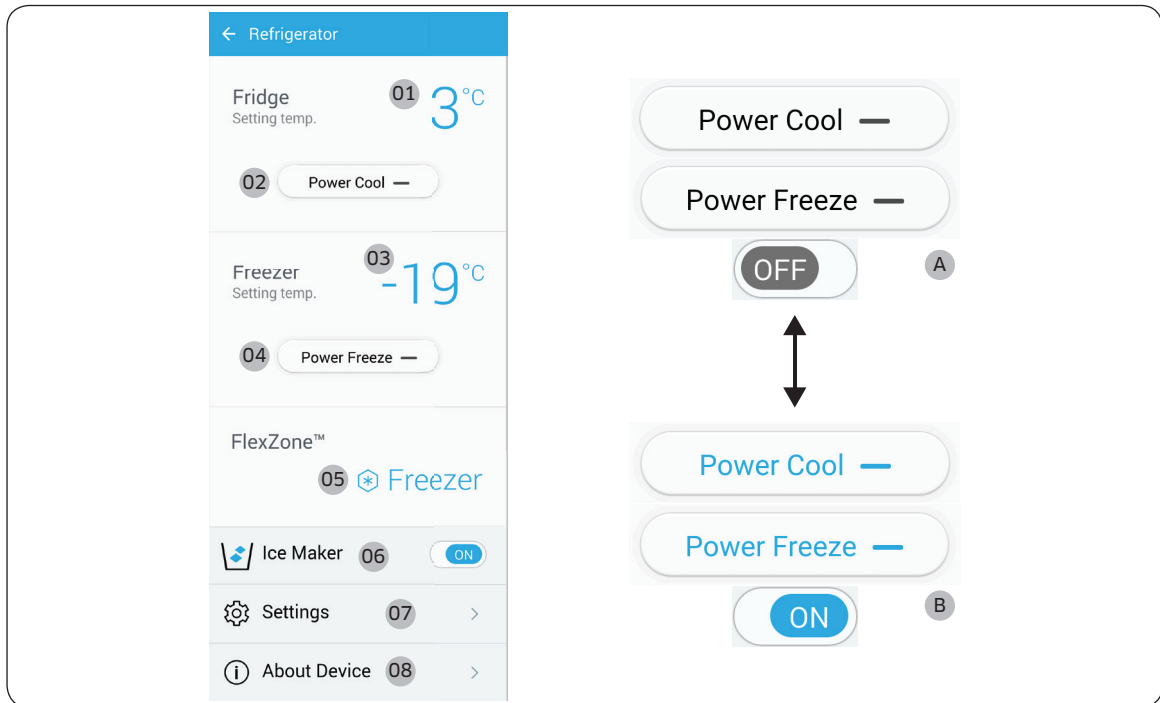 ← Refrigerator
Fridge 01 3°C
Setting temp.
02 Power Cool —
Freezer 03 -19°C
Setting temp.
04 Power Freeze —
FlexZone™
05 Freezer
Ice Maker 06 ON
Settings 07 >
About Device 08 >
Power Cool —
Power Freeze —
OFF A
Power Cool —
Power Freeze —
ON B